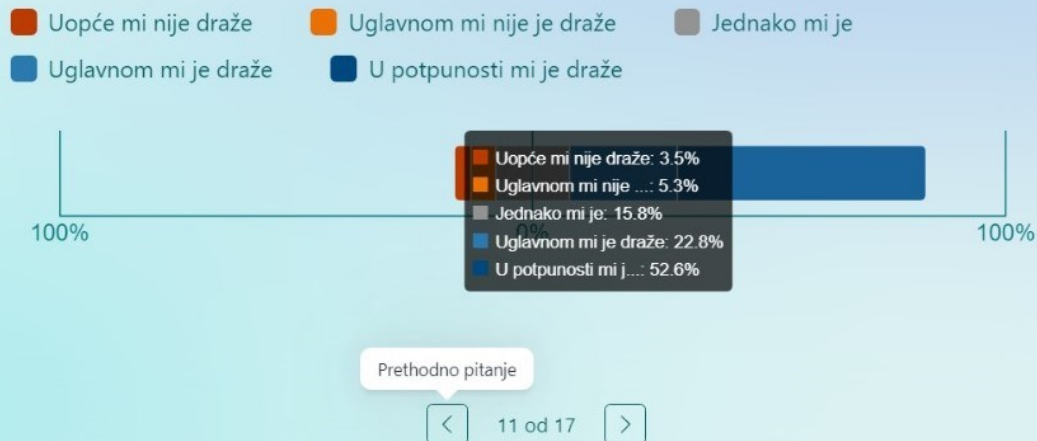 Uopće mi nije draže Uglavnom mi nije je draže Jednako mi je
Uglavnom mi je draže U potpunosti mi je draže
Uopće mi nije draže: 3.5%
Uglavnom mi nije ...: 5.3%
Jednako mi je: 15.8%
Uglavnom mi je draže: 22.8%
U potpunosti mi j...: 52.6%
100% 0% 100%
Prethodno pitanje
< 11 od 17 >